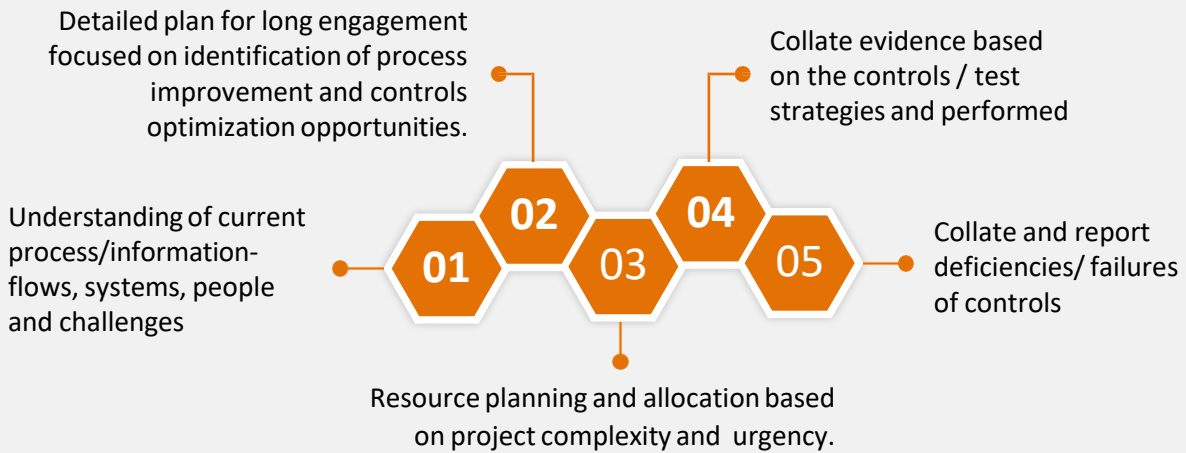 Detailed plan for long engagement
focused on identification of process
improvement and controls
optimization opportunities.
Collate evidence based
on the controls / test
strategies and performed
02
04
Understanding of current
process/information-
flows, systems, people
and challenges
01
03
05
Collate and report
deficiencies/ failures
of controls
Resource planning and allocation based
on project complexity and urgency.